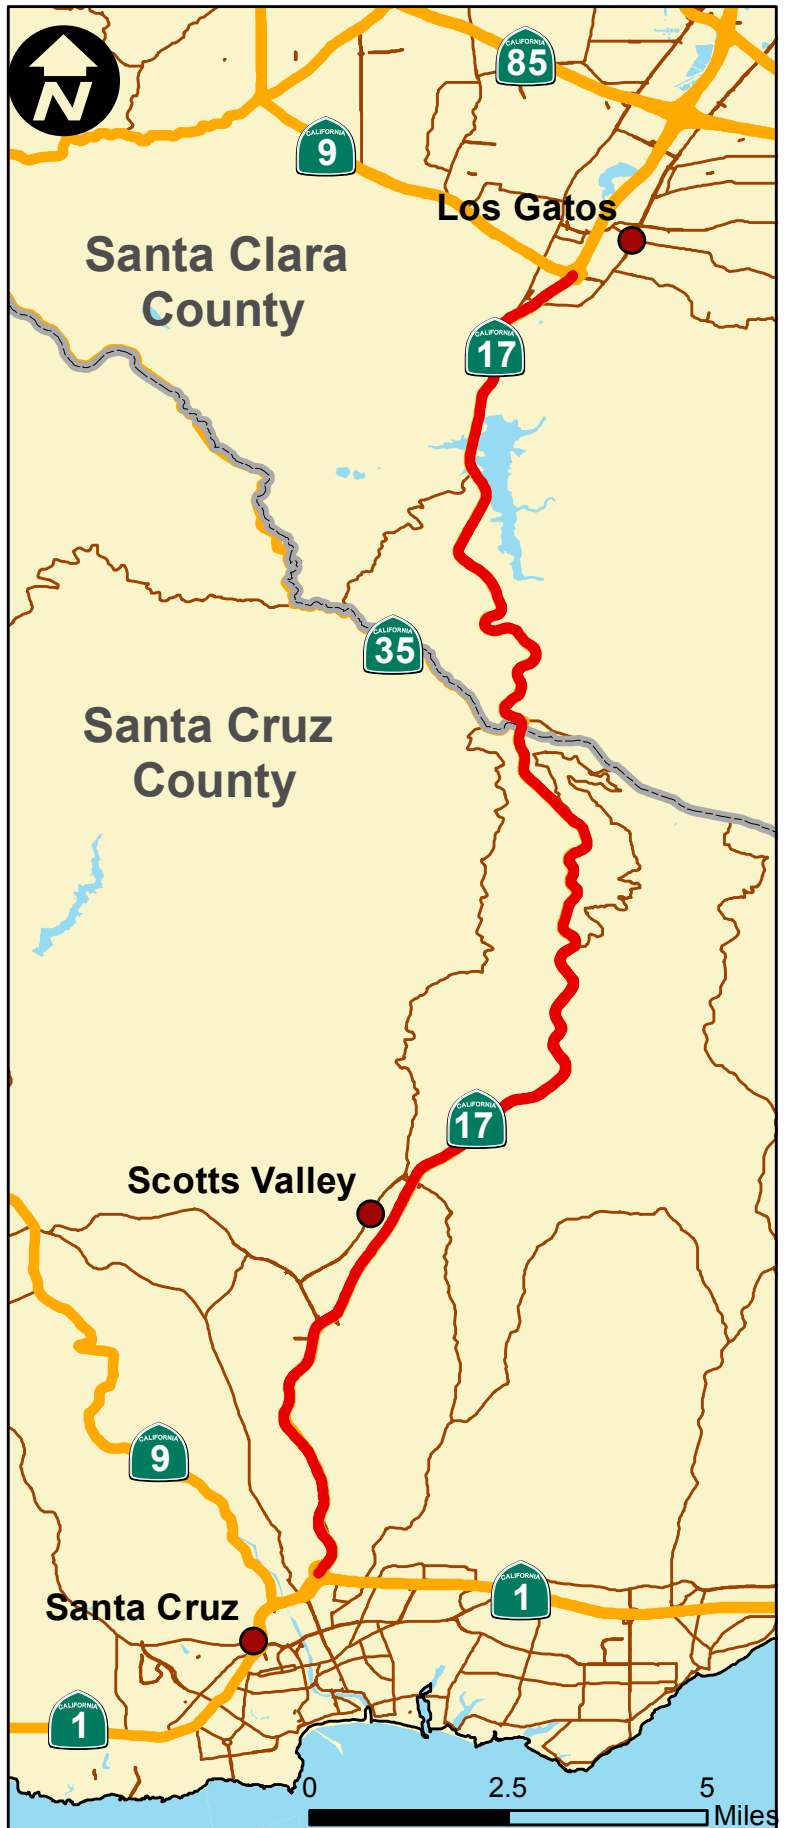 CALIFORNIA
85
N
CALIFORNIA
9
Los Gatos
Santa Clara
County
CALIFORNIA
17
CALIFORNIA
35
Santa Cruz
County
CALIFORNIA
17
Scotts Valley
CALIFORNIA
9
CALIFORNIA
1
Santa Cruz
CALIFORNIA
1
0 2.5 5
Miles